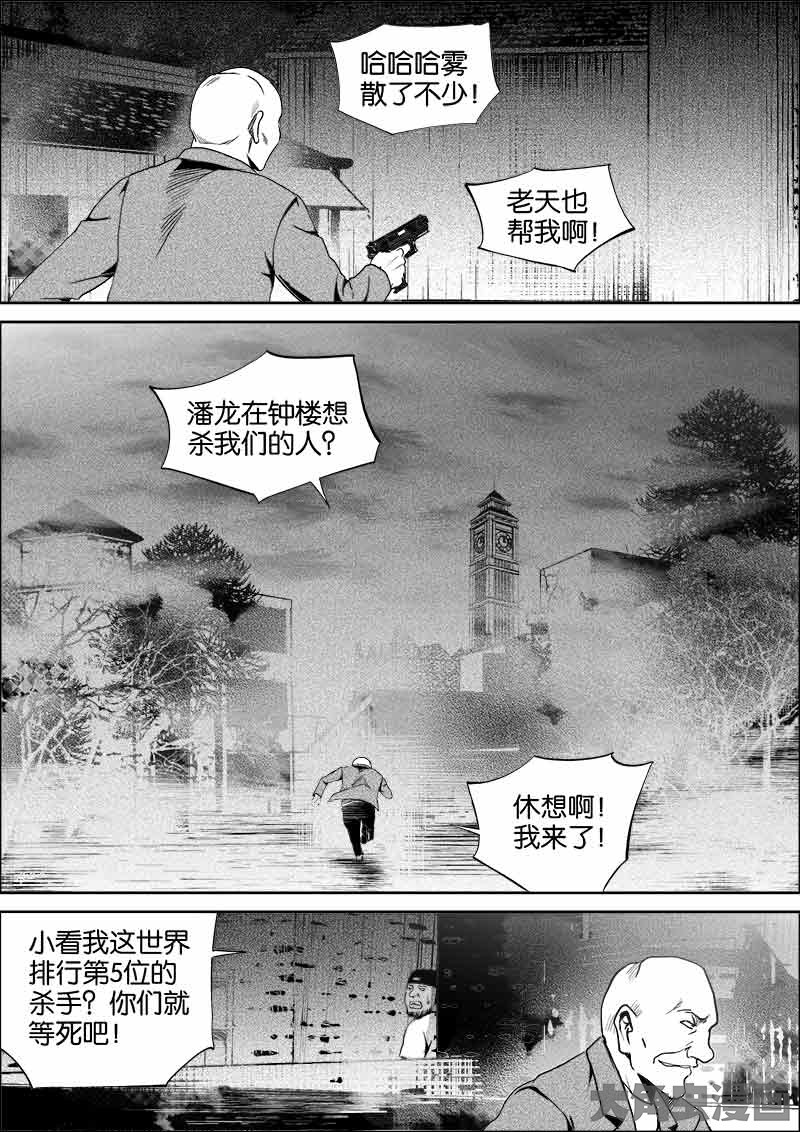 哈哈哈雾
散了不少！
老天也
帮我啊！
潘龙在钟楼想
杀我们的人？
休想啊！
我来了！
小看我这世界
排行第5位的
杀手？你们就
等死吧！